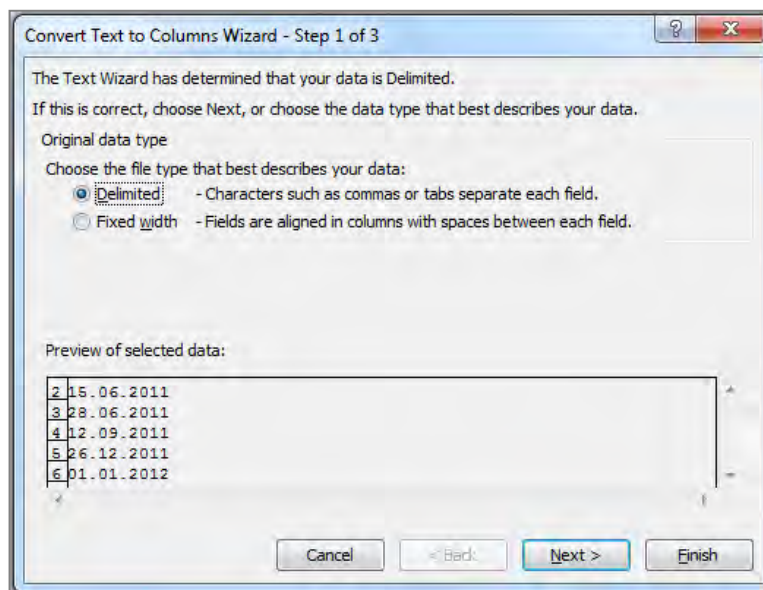 Convert Text to Columns Wizard - Step 1 of 3
?
The Text Wizard has determined that your data is Delimited.
If this is correct, choose Next, or choose the data type that best describes your data.
Original data type
Choose the file type that best describes your data:
Delimited - Characters such as commas or tabs separate each field.
Fixed width - Fields are aligned in columns with spaces between each field.
Preview of selected data:
2 15.06.2011
3 28.06.2011
4 12.09.2011
5 26.12.2011
6 01.01.2012
Cancel < Back Next > Finish